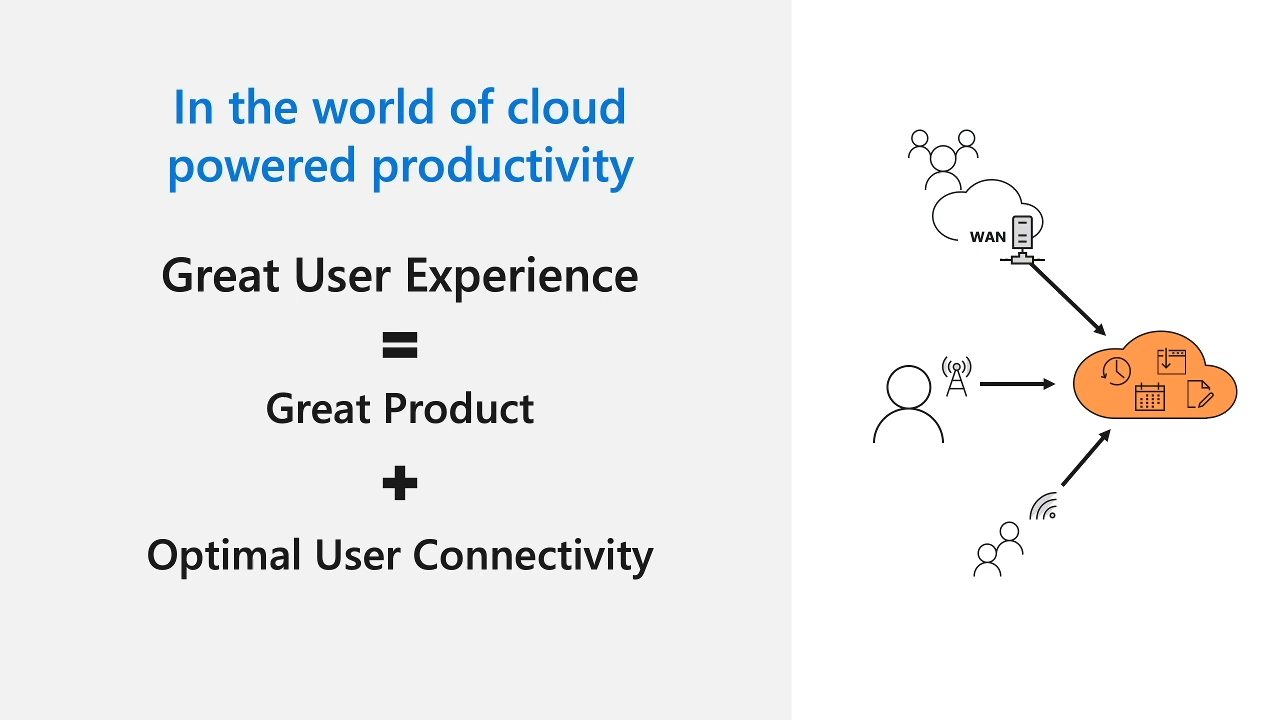 In the world of cloud
powered productivity
Great User Experience
=
Great Product
+
Optimal User Connectivity
WAN